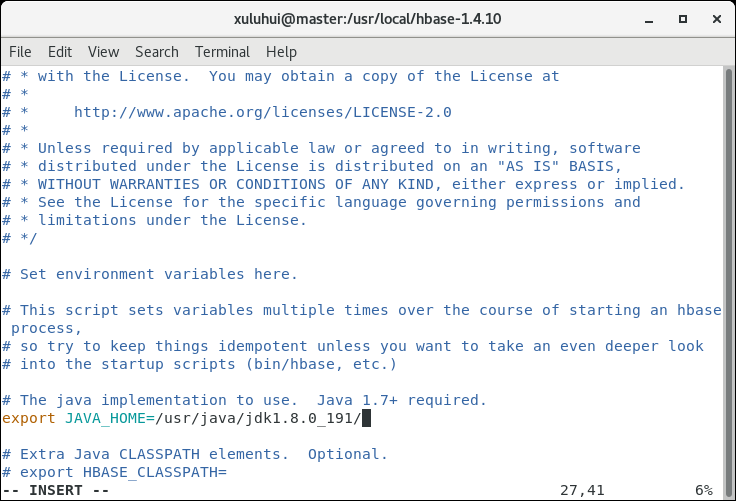 xuluhui@master:/usr/local/hbase-1.4.10
File Edit View Search Terminal Help
# * with the License.  You may obtain a copy of the License at
# *
# *     http://www.apache.org/licenses/LICENSE-2.0
# *
# * Unless required by applicable law or agreed to in writing, software
# * distributed under the License is distributed on an "AS IS" BASIS,
# * WITHOUT WARRANTIES OR CONDITIONS OF ANY KIND, either express or implied.
# * See the License for the specific language governing permissions and
# * limitations under the License.
# */
# Set environment variables here.
# This script sets variables multiple times over the course of starting an hbase
 process,
# so try to keep things idempotent unless you want to take an even deeper look
# into the startup scripts (bin/hbase, etc.)
# The java implementation to use.  Java 1.7+ required.
export JAVA_HOME=/usr/java/jdk1.8.0_191/
# Extra Java CLASSPATH elements.  Optional.
# export HBASE_CLASSPATH=
-- INSERT -- 27,41 6%